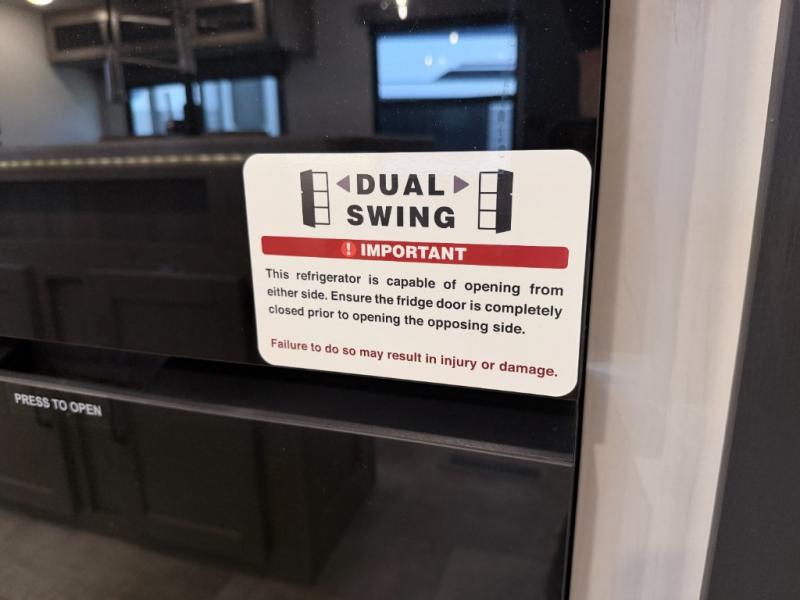 DUAL
SWING
! IMPORTANT
This refrigerator is capable of opening from
either side. Ensure the fridge door is completely
closed prior to opening the opposing side.
Failure to do so may result in injury or damage.
PRESS TO OPEN